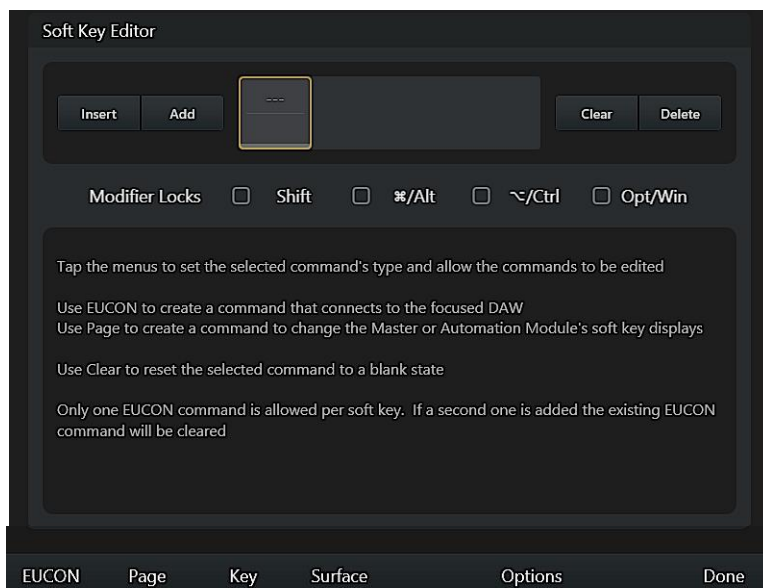 Soft Key Editor
Insert Add --- Clear Delete
Modifier Locks Shift ⌘/Alt ⌥/Ctrl Opt/Win
Tap the menus to set the selected command's type and allow the commands to be edited
Use EUCON to create a command that connects to the focused DAW
Use Page to create a command to change the Master or Automation Module's soft key displays
Use Clear to reset the selected command to a blank state
Only one EUCON command is allowed per soft key. If a second one is added the existing EUCON
command will be cleared
EUCON Page Key Surface Options Done